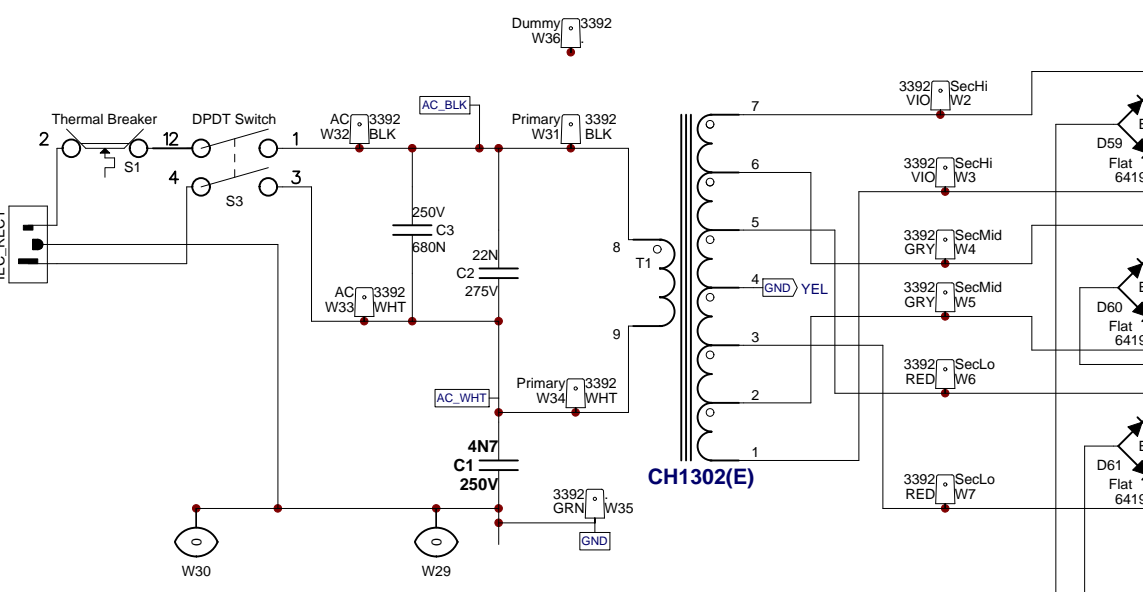 Dummy 3392
W36 .
AC_BLK
Thermal Breaker
DPDT Switch
AC 3392
W32 BLK
Primary 3392
W31 BLK
2
12
1
S1
4
3
S3
250V
C3
680N
22N
C2
275V
AC 3392
W33 WHT
8
T1
9
AC_WHT
Primary 3392
W34 WHT
4N7
C1
250V
CH1302(E)
3392 .
GRN W35
GND
W30
W29
7
6
5
4
GND
YEL
3
2
1
3392 SecHi
VIO W2
3392 SecHi
VIO W3
3392 SecMid
GRY W4
3392 SecMid
GRY W5
3392 SecLo
RED W6
3392 SecLo
RED W7
D59
Flat
6419
D60
Flat
6419
D61
Flat
6419